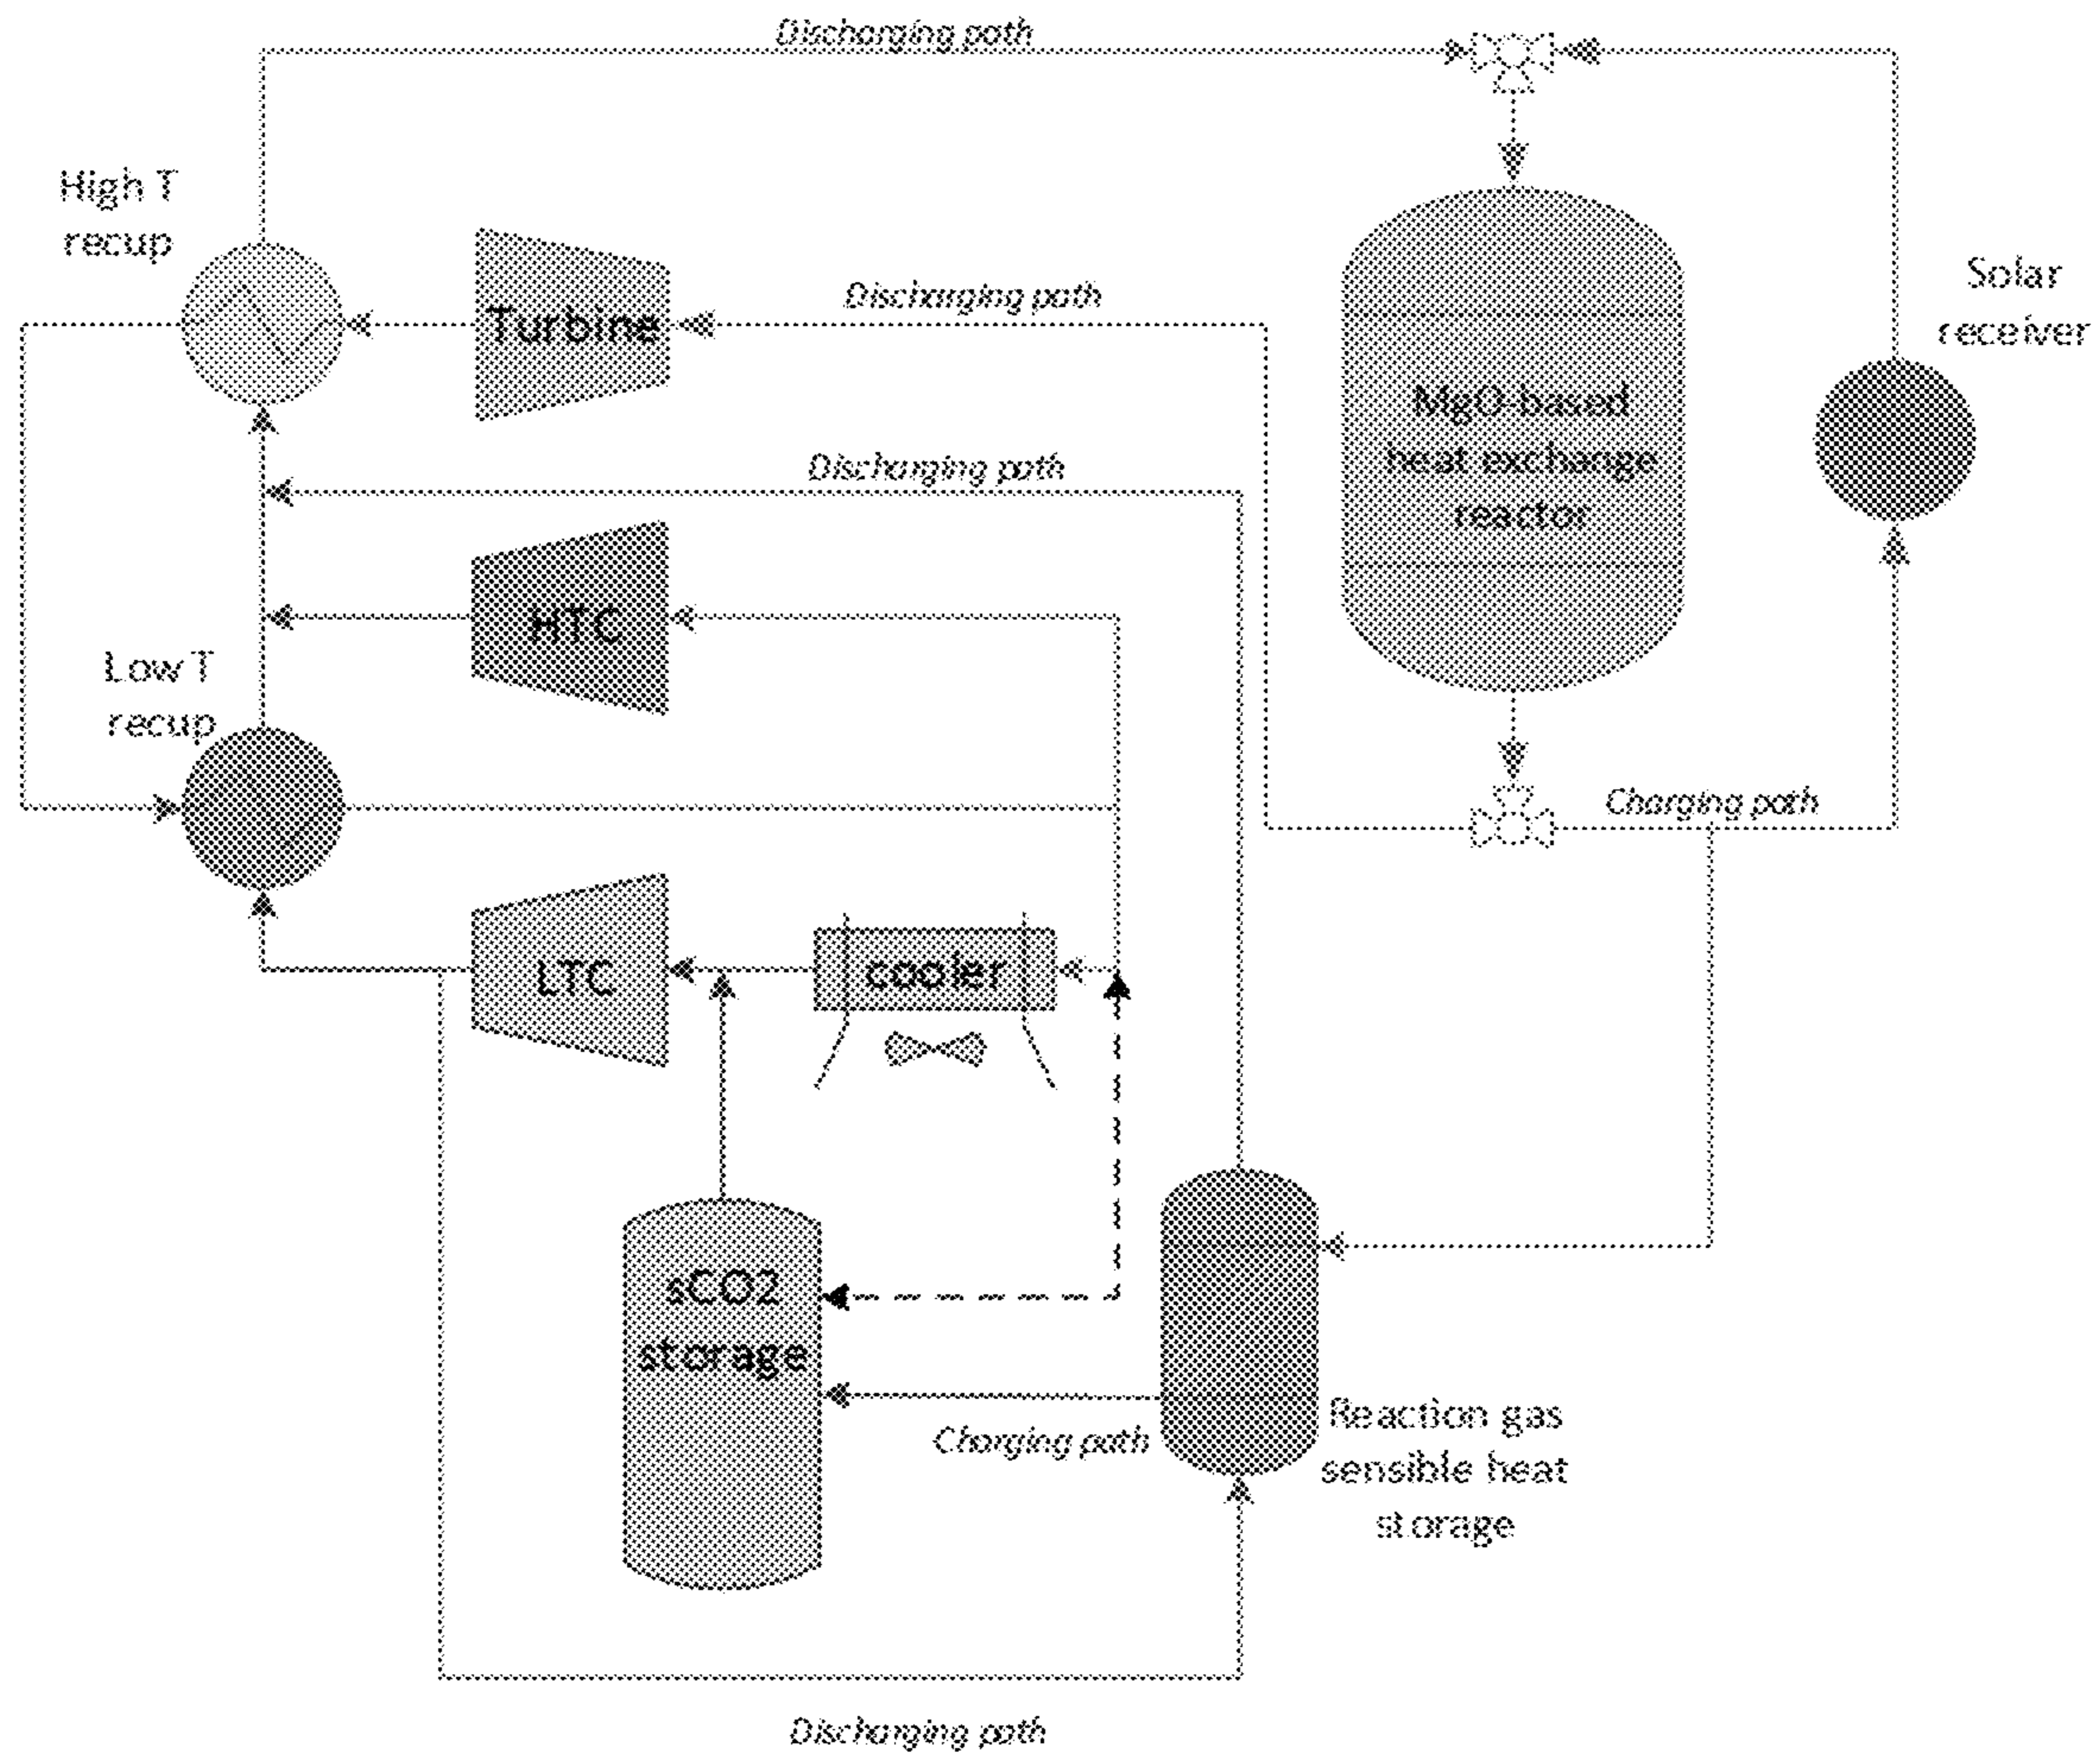 Discharging path
High T
recup
Solar
receiver
Discharging path
Turbine
MgO-based
heat exchange
reactor
Discharging path
HTC
Low T
recup
Charging path
LTC
cooler
sCO2
storage
Charging path
Reaction gas
sensible heat
storage
Discharging path